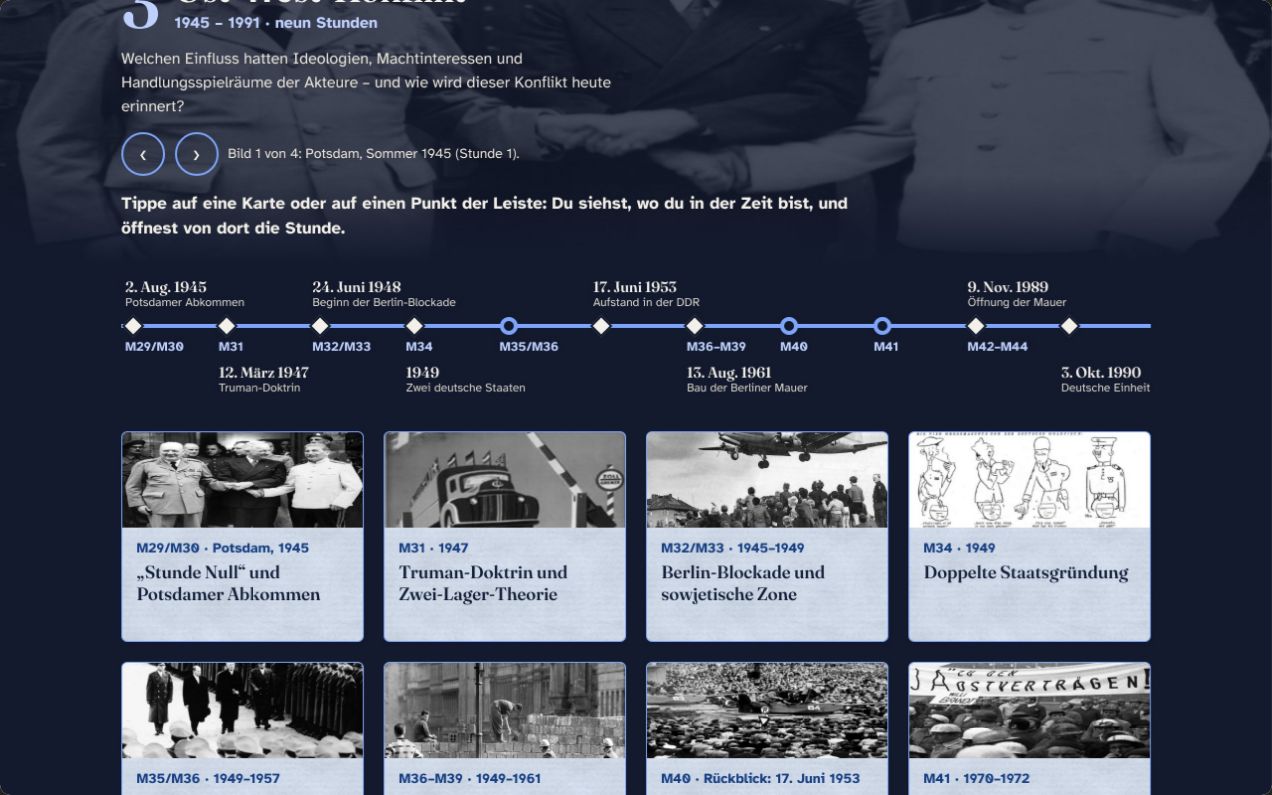 3 Ost-West-Konflikt
1945 – 1991 · neun Stunden
Welchen Einfluss hatten Ideologien, Machtinteressen und
Handlungsspielräume der Akteure – und wie wird dieser Konflikt heute
erinnert?
‹ › Bild 1 von 4: Potsdam, Sommer 1945 (Stunde 1).
Tippe auf eine Karte oder auf einen Punkt der Leiste: Du siehst, wo du in der Zeit bist, und
öffnest von dort die Stunde.
2. Aug. 1945 24. Juni 1948 17. Juni 1953 9. Nov. 1989
Potsdamer Abkommen Beginn der Berlin-Blockade Aufstand in der DDR Öffnung der Mauer
M29/M30 M31 M32/M33 M34 M35/M36 M36–M39 M40 M41 M42–M44
12. März 1947 1949 13. Aug. 1961 3. Okt. 1990
Truman-Doktrin Zwei deutsche Staaten Bau der Berliner Mauer Deutsche Einheit
ZOLL
M29/M30 · Potsdam, 1945
„Stunde Null“ und
Potsdamer Abkommen
M31 · 1947
Truman-Doktrin und
Zwei-Lager-Theorie
M32/M33 · 1945–1949
Berlin-Blockade und
sowjetische Zone
M34 · 1949
Doppelte Staatsgründung
OSTVERTRÄGEN
M35/M36 · 1949–1957
M36–M39 · 1949–1961
M40 · Rückblick: 17. Juni 1953
M41 · 1970–1972